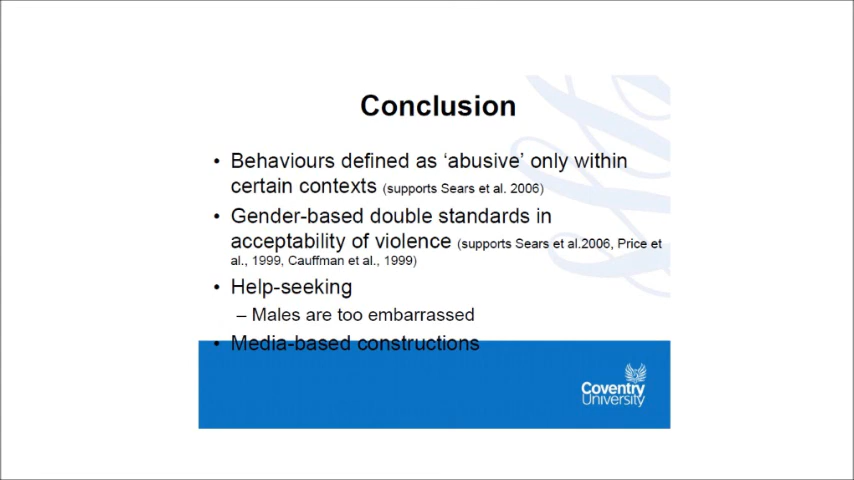 Conclusion
• Behaviours defined as ‘abusive’ only within
certain contexts (supports Sears et al. 2006)
• Gender-based double standards in
acceptability of violence (supports Sears et al.2006, Price et
al., 1999, Cauffman et al., 1999)
• Help-seeking
– Males are too embarrassed
• Media-based constructions
Coventry
University